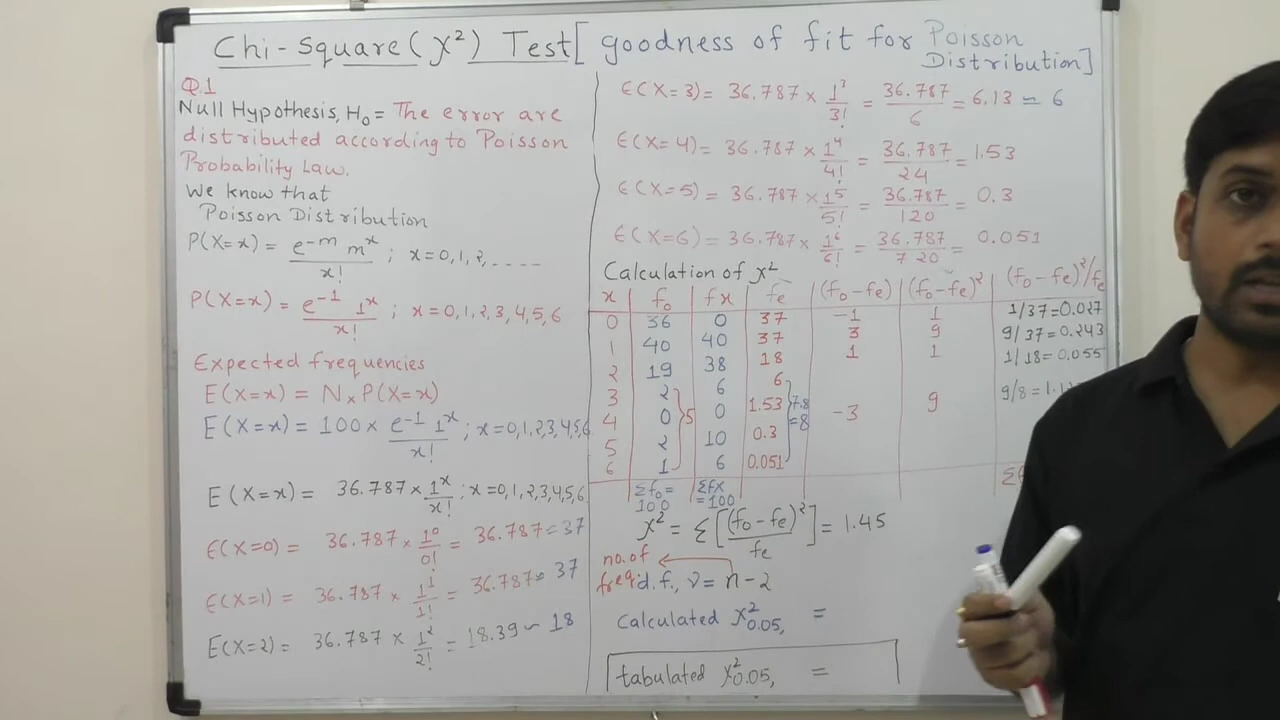 Chi-Square (χ²) Test [ goodness of fit for Poisson
Distribution]
Q.1
Null Hypothesis, H₀ = The error are
distributed according to Poisson
Probability Law.
We know that
Poisson Distribution
P(X=x) = e^-m m^x / x! ; x=0,1,2,----
P(X=x) = e^-1 1^x / x! ; x=0,1,2,3,4,5,6
Expected frequencies
E(X=x) = N × P(X=x)
E(X=x) = 100 × e^-1 1^x / x! ; x=0,1,2,3,4,5,6
E(X=x) = 36.787 × 1^x / x! ; x=0,1,2,3,4,5,6
E(X=0) = 36.787 × 1^0 / 0! = 36.787 ≃ 37
E(X=1) = 36.787 × 1^1 / 1! = 36.787 ≃ 37
E(X=2) = 36.787 × 1^2 / 2! = 18.39 ~ 18
E(X=3) = 36.787 × 1^3 / 3! = 36.787 / 6 = 6.13 ≃ 6
E(X=4) = 36.787 × 1^4 / 4! = 36.787 / 24 = 1.53
E(X=5) = 36.787 × 1^5 / 5! = 36.787 / 120 = 0.3
E(X=6) = 36.787 × 1^6 / 6! = 36.787 / 720 = 0.051
Calculation of χ²
x f₀ fx fe (f₀-fe) (f₀-fe)² (f₀-fe)²/fe
0 36 0 37 -1 1 1/37=0.027
1 40 40 37 3 9 9/37=0.243
2 19 38 18 1 1 1/18=0.055
3 2 6 6
4 0 5 0 1.53 7.8 =8 -3 9 9/8=1.1
5 2 10 0.3
6 1 6 0.051
Σf₀= 100 Σfx =100
χ² = Σ[(f₀-fe)² / fe] = 1.45
no. of freq
d.f., ν = n-2
Calculated χ²0.05, =
tabulated χ²0.05, =